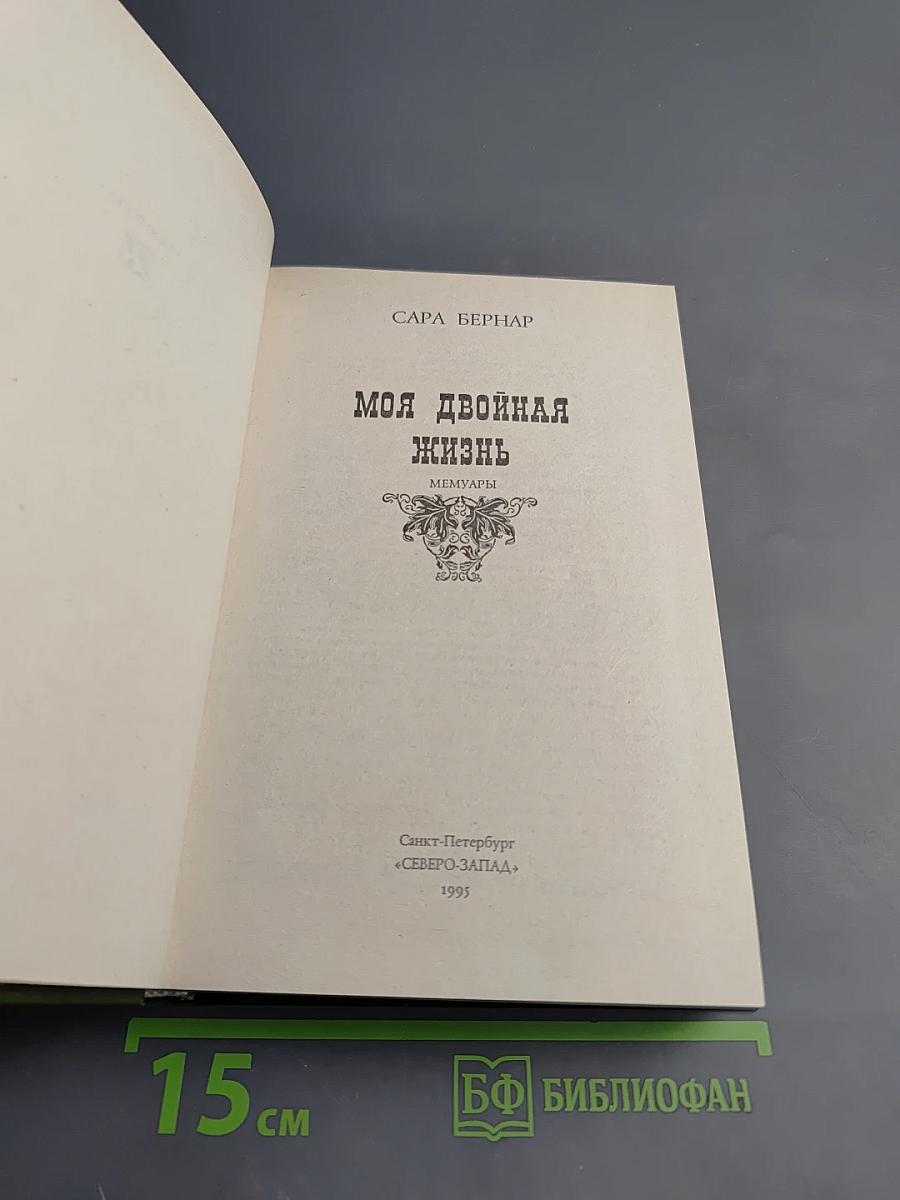 САРА БЕРНАР
МОЯ ДВОЙНАЯ
ЖИЗНЬ
МЕМУАРЫ
Санкт-Петербург
«СЕВЕРО-ЗАПАД»
1995
15 см
БФ БИБЛИОФАН